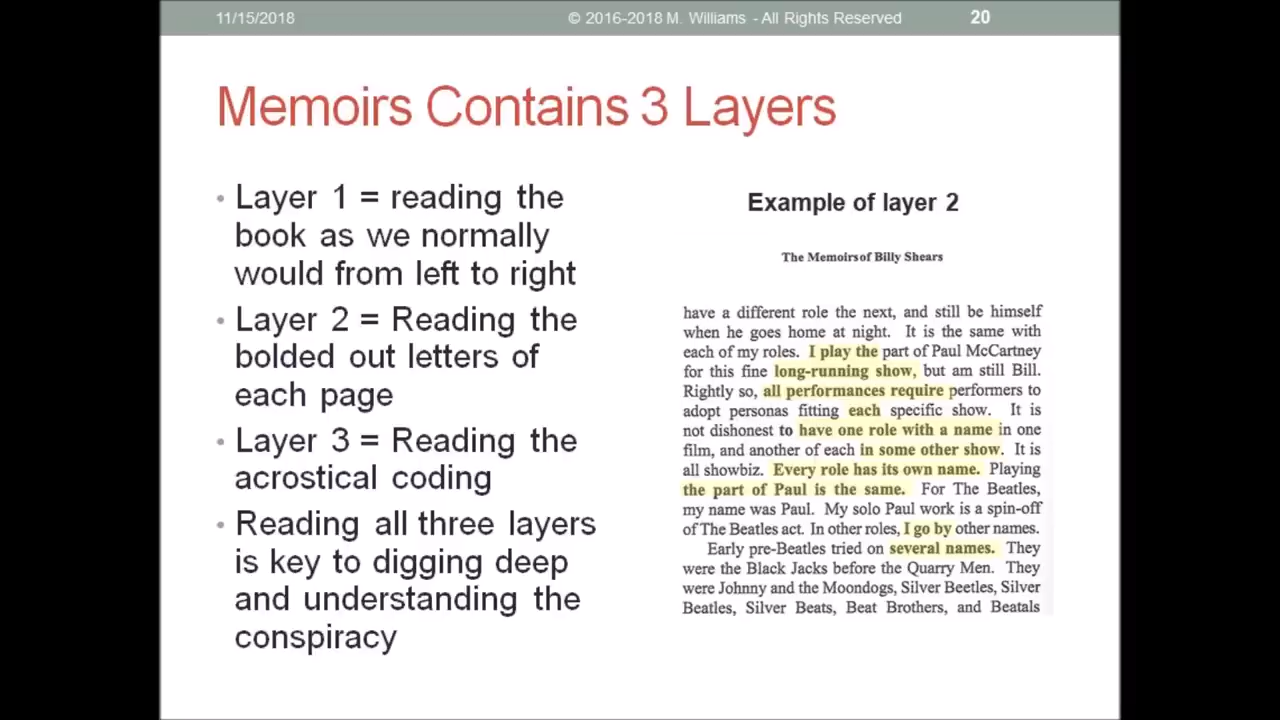 11/15/2018
© 2016-2018 M. Williams - All Rights Reserved
20
Memoirs Contains 3 Layers
• Layer 1 = reading the
book as we normally
would from left to right
• Layer 2 = Reading the
bolded out letters of
each page
• Layer 3 = Reading the
acrostical coding
• Reading all three layers
is key to digging deep
and understanding the
conspiracy
Example of layer 2
The Memoirs of Billy Shears
have a different role the next, and still be himself
when he goes home at night. It is the same with
each of my roles. I play the part of Paul McCartney
for this fine long-running show, but am still Bill.
Rightly so, all performances require performers to
adopt personas fitting each specific show. It is
not dishonest to have one role with a name in one
film, and another of each in some other show. It is
all showbiz. Every role has its own name. Playing
the part of Paul is the same. For The Beatles,
my name was Paul. My solo Paul work is a spin-off
of The Beatles act. In other roles, I go by other names.
Early pre-Beatles tried on several names. They
were the Black Jacks before the Quarry Men. They
were Johnny and the Moondogs, Silver Beetles, Silver
Beatles, Silver Beats, Beat Brothers, and Beatals